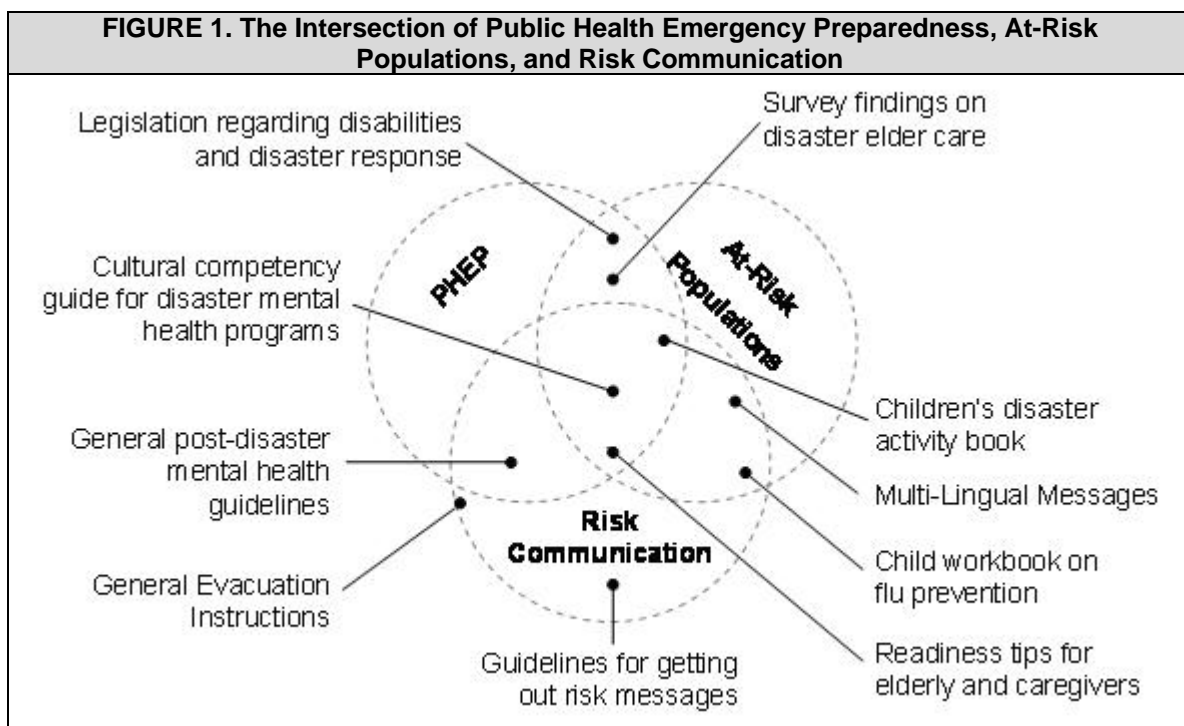 FIGURE 1. The Intersection of Public Health Emergency Preparedness, At-Risk
Populations, and Risk Communication
Legislation regarding disabilities
and disaster response
Survey findings on
disaster elder care
PHEP
At-Risk
Populations
Cultural competency
guide for disaster mental
health programs
Children's disaster
activity book
General post-disaster
mental health
guidelines
Multi-Lingual Messages
Risk
Communication
Child workbook on
flu prevention
General Evacuation
Instructions
Guidelines for getting
out risk messages
Readiness tips for
elderly and caregivers